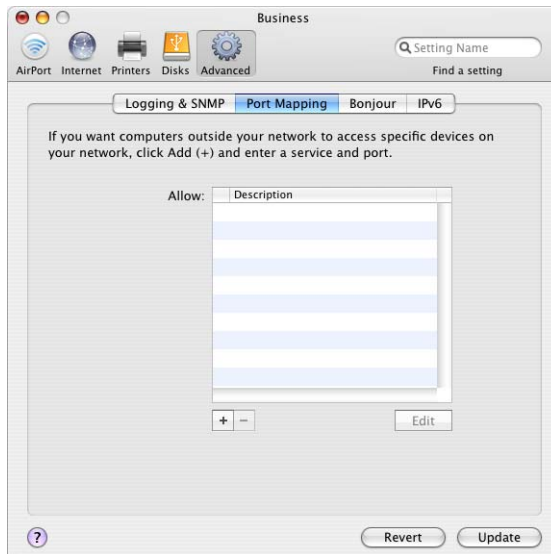 Business
Setting Name
AirPort Internet Printers Disks Advanced Find a setting
Logging & SNMP Port Mapping Bonjour IPv6
If you want computers outside your network to access specific devices on
your network, click Add (+) and enter a service and port.
Allow: Description
+ −
Edit
? Revert Update